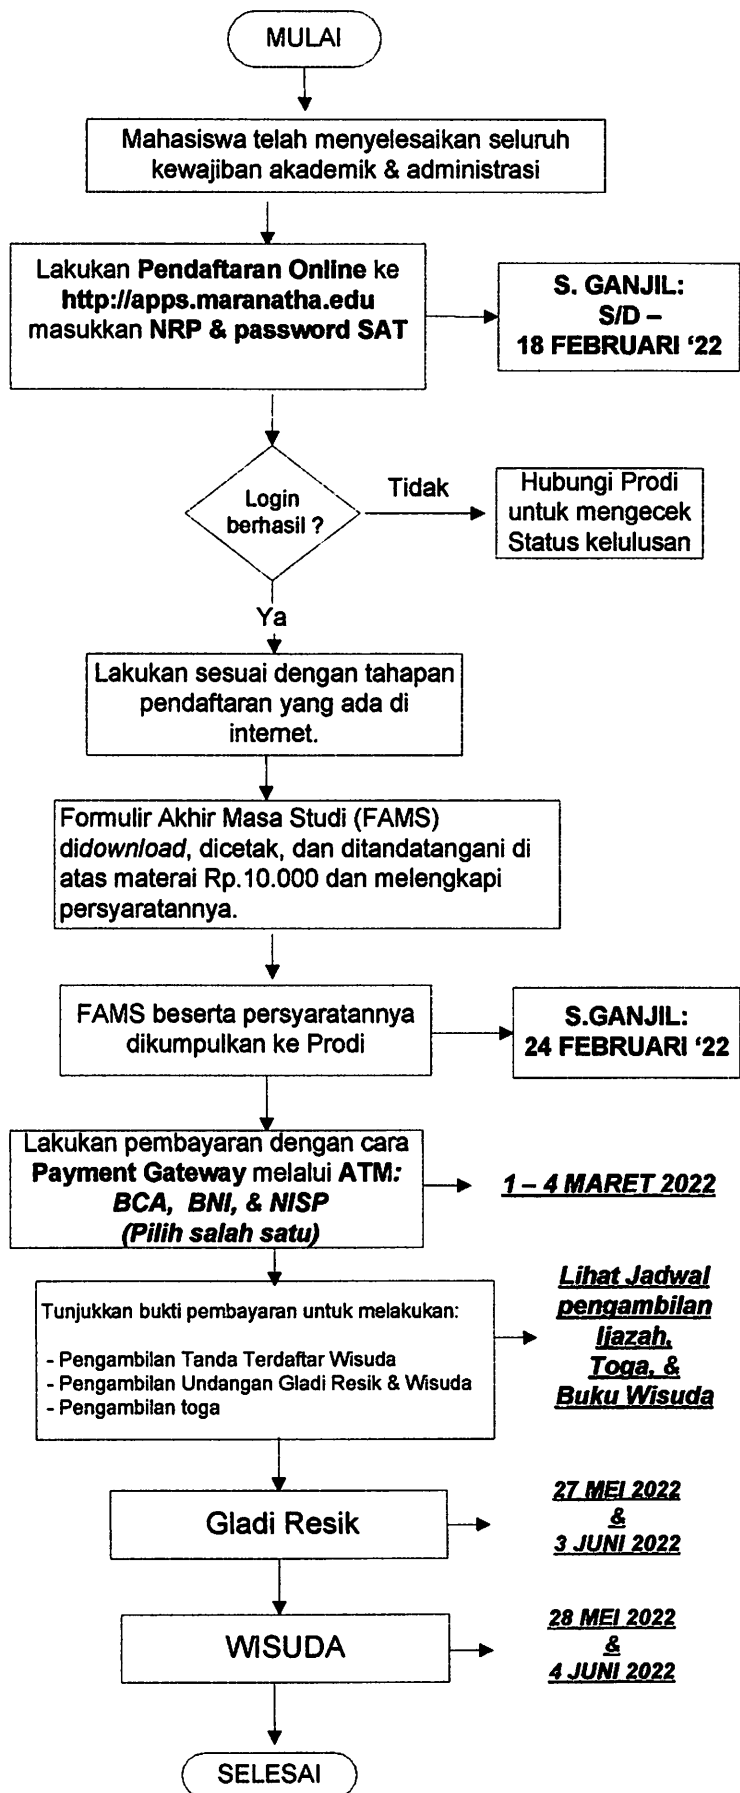 MULAI
Mahasiswa telah menyelesaikan seluruh
kewajiban akademik & administrasi
Lakukan Pendaftaran Online ke
http://apps.maranatha.edu
masukkan NRP & password SAT
S. GANJIL:
S/D –
18 FEBRUARI ‘22
Login
berhasil ?
Tidak
Hubungi Prodi
untuk mengecek
Status kelulusan
Ya
Lakukan sesuai dengan tahapan
pendaftaran yang ada di
internet.
Formulir Akhir Masa Studi (FAMS)
didownload, dicetak, dan ditandatangani di
atas materai Rp.10.000 dan melengkapi
persyaratannya.
FAMS beserta persyaratannya
dikumpulkan ke Prodi
S.GANJIL:
24 FEBRUARI ‘22
Lakukan pembayaran dengan cara
Payment Gateway melalui ATM:
BCA, BNI, & NISP
(Pilih salah satu)
1 – 4 MARET 2022
Tunjukkan bukti pembayaran untuk melakukan:
- Pengambilan Tanda Terdaftar Wisuda
- Pengambilan Undangan Gladi Resik & Wisuda
- Pengambilan toga
Lihat Jadwal
pengambilan
Ijazah,
Toga, &
Buku Wisuda
Gladi Resik
27 MEI 2022
&
3 JUNI 2022
WISUDA
28 MEI 2022
&
4 JUNI 2022
SELESAI